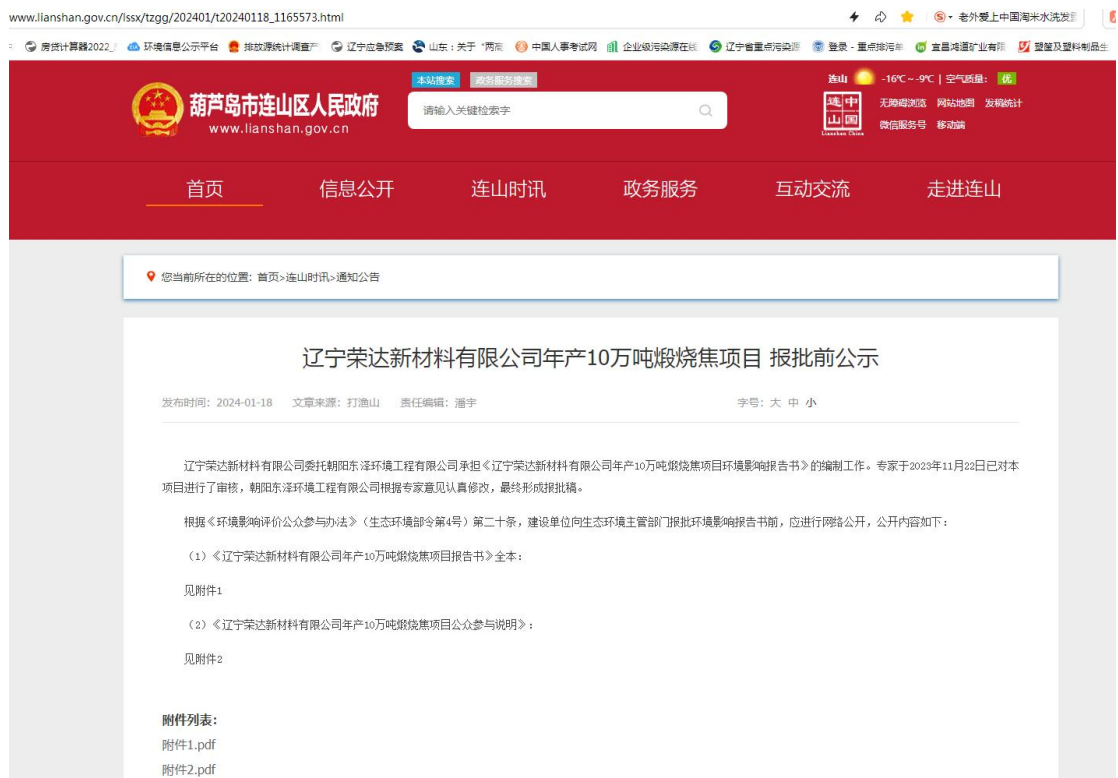 www.lianshan.gov.cn/lssx/tzgg/202401/t20240118_1165573.html
老外爱上中国淘米水洗发
房贷计算器2022_ 环境信息公示平台 排放源统计调查产 辽宁应急预案 山东：关于“两高 中国人事考试网 企业级污染源在线 辽宁省重点污染源 登录 - 重点排污单 宜昌鸿道矿业有限 塑筐及塑料制品生
本站搜索 政务服务搜索
连山 -16℃~-9℃ | 空气质量： 优
葫芦岛市连山区人民政府
www.lianshan.gov.cn
请输入关键检索字
连中山国
Lianshan China
无障碍浏览 网站地图 发稿统计
微信服务号 移动端
首页 信息公开 连山时讯 政务服务 互动交流 走进连山
您当前所在的位置：首页>连山时讯>通知公告
辽宁荣达新材料有限公司年产10万吨煅烧焦项目 报批前公示
发布时间：2024-01-18 文章来源：打渔山 责任编辑：潘宇 字号：大 中 小
辽宁荣达新材料有限公司委托朝阳东泽环境工程有限公司承担《辽宁荣达新材料有限公司年产10万吨煅烧焦项目环境影响报告书》的编制工作。专家于2023年11月22日已对本
项目进行了审核，朝阳东泽环境工程有限公司根据专家意见认真修改，最终形成报批稿。
根据《环境影响评价公众参与办法》（生态环境部令第4号）第二十条，建设单位向生态环境主管部门报批环境影响报告书前，应进行网络公开，公开内容如下：
（1）《辽宁荣达新材料有限公司年产10万吨煅烧焦项目报告书》全本：
见附件1
（2）《辽宁荣达新材料有限公司年产10万吨煅烧焦项目公众参与说明》：
见附件2
附件列表：
附件1.pdf
附件2.pdf